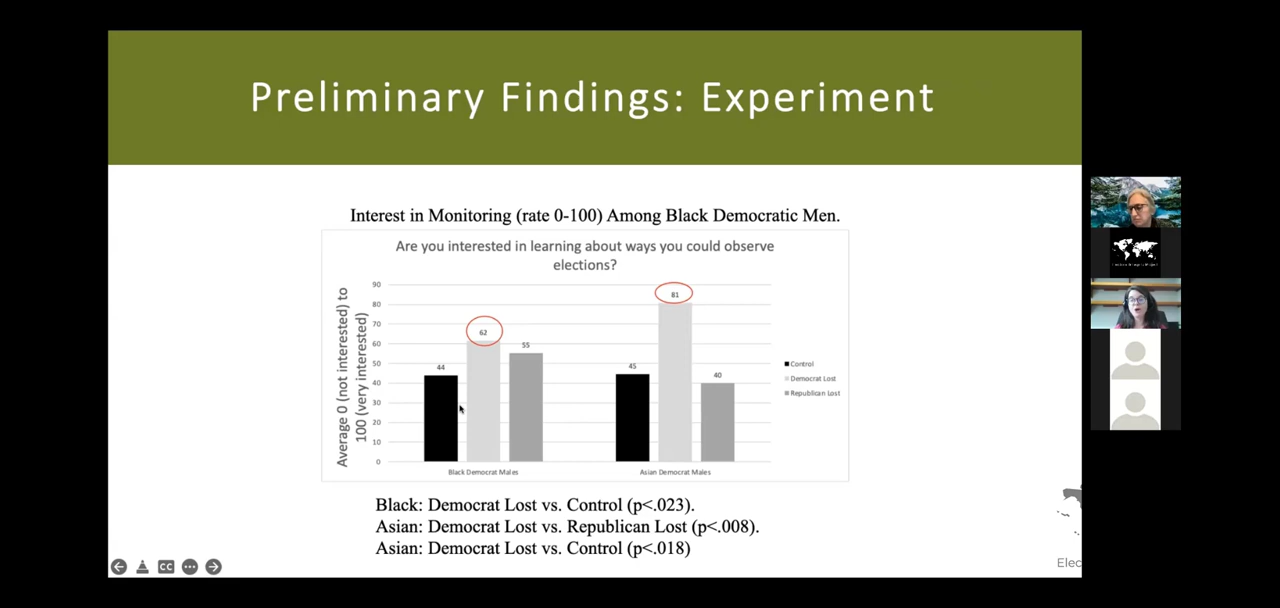 Preliminary Findings: Experiment
Interest in Monitoring (rate 0-100) Among Black Democratic Men.
Are you interested in learning about ways you could observe
elections?
Average 0 (not interested) to
100 (very interested)
90
80
70
60
50
40
30
20
10
0
44
62
55
45
81
40
Black Democrat Males
Asian Democrat Males
Control
Democrat Lost
Republican Lost
Black: Democrat Lost vs. Control (p<.023).
Asian: Democrat Lost vs. Republican Lost (p<.008).
Asian: Democrat Lost vs. Control (p<.018)
Elec
CC